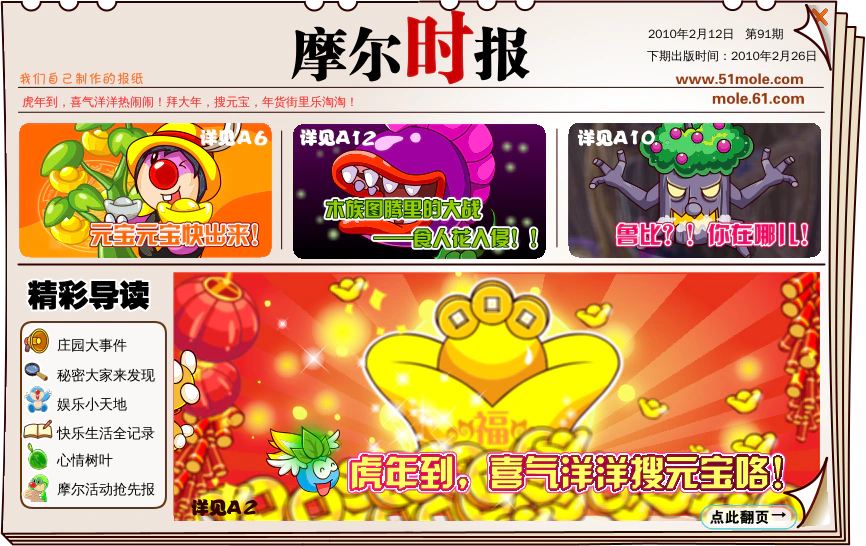 摩尔时报
2010年2月12日 第91期
下期出版时间：2010年2月26日
我们自己制作的报纸
www.51mole.com
虎年到，喜气洋洋热闹闹！拜大年，搜元宝，年货街里乐淘淘！
mole.61.com
详见A6
元宝元宝快出来！
详见A12
木族图腾里的大战
——食人花入侵！！
详见A10
鲁比？！你在哪儿！
精彩导读
庄园大事件
秘密大家来发现
娱乐小天地
快乐生活全记录
心情树叶
摩尔活动抢先报
福
虎年到，喜气洋洋搜元宝咯！
详见A2
点此翻页→